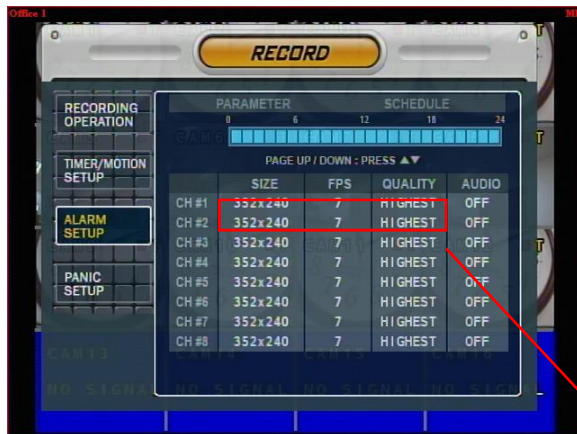 Office 1
RECORD
RECORDING OPERATION
TIMER/MOTION SETUP
ALARM SETUP
PANIC SETUP
PARAMETER SCHEDULE
0 6 12 18 24
PAGE UP / DOWN : PRESS ▲▼
SIZE FPS QUALITY AUDIO
CH #1 352x240 7 HIGHEST OFF
CH #2 352x240 7 HIGHEST OFF
CH #3 352x240 7 HIGHEST OFF
CH #4 352x240 7 HIGHEST OFF
CH #5 352x240 7 HIGHEST OFF
CH #6 352x240 7 HIGHEST OFF
CH #7 352x240 7 HIGHEST OFF
CH #8 352x240 7 HIGHEST OFF
CAM13 CAM14 CAM15 CAM16
NO SIGNAL NO SIGNAL NO SIGNAL NO SIGNAL